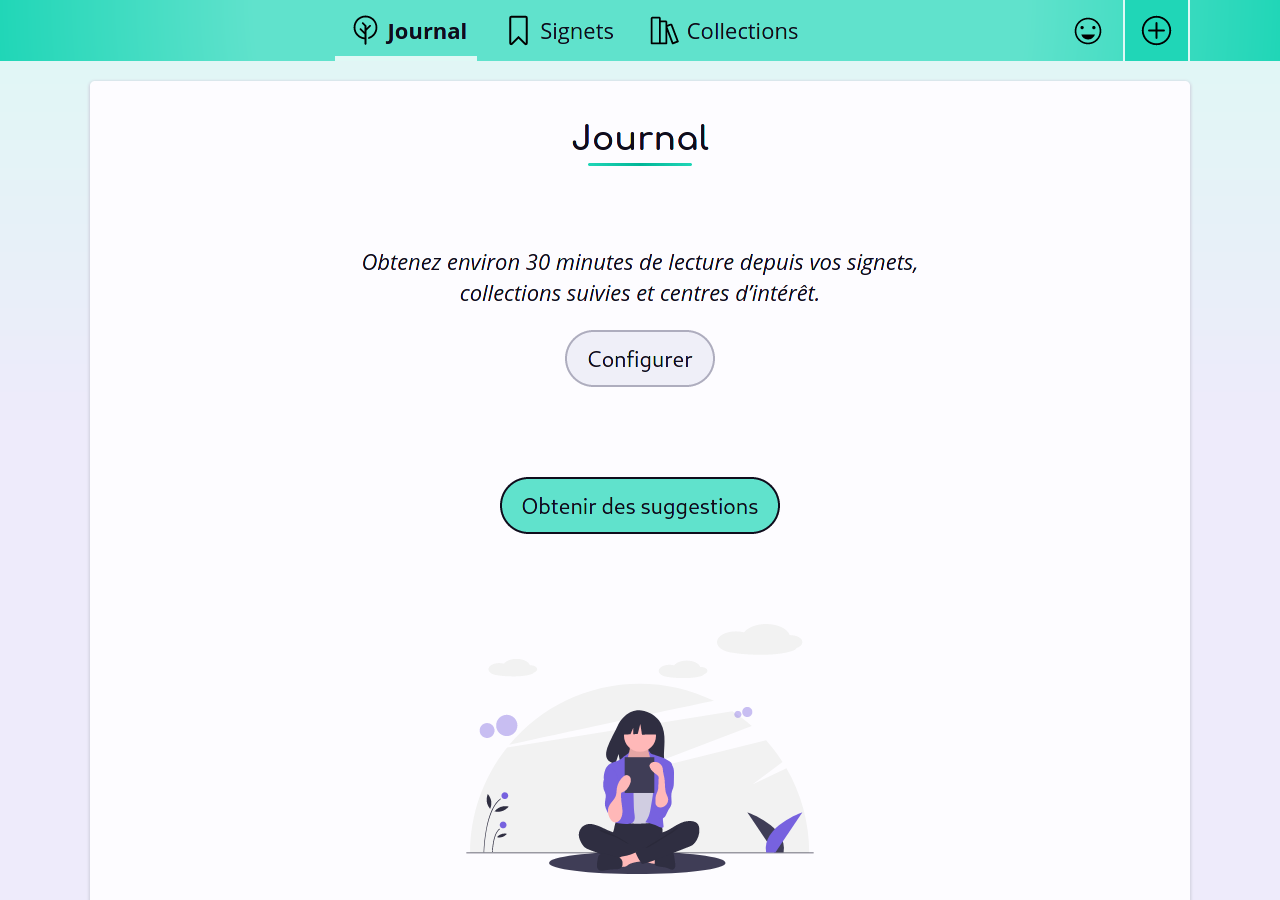 Journal
Signets
Collections
Journal
Obtenez environ 30 minutes de lecture depuis vos signets,
collections suivies et centres d’intérêt.
Configurer
Obtenir des suggestions